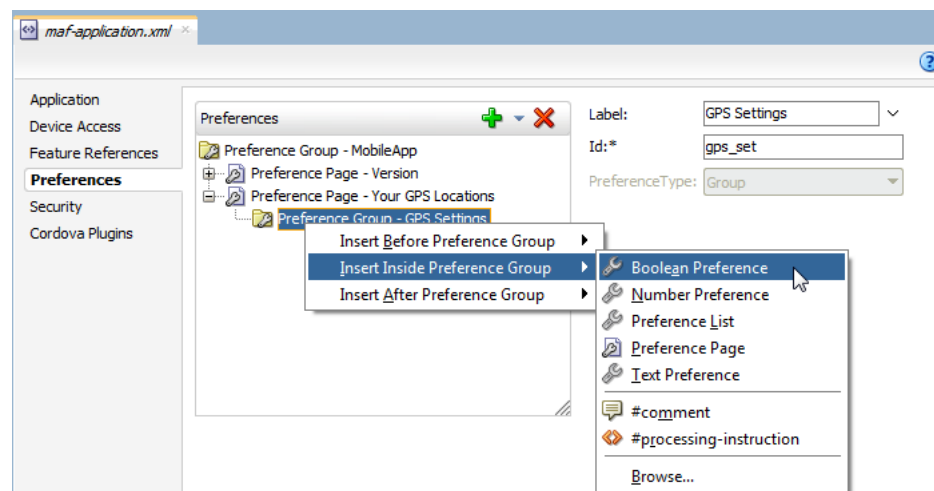 maf-application.xml
Application
Device Access
Feature References
Preferences
Security
Cordova Plugins
Preferences
Preference Group - MobileApp
Preference Page - Version
Preference Page - Your GPS Locations
Preference Group - GPS Settings
Label:
GPS Settings
Id:*
gps_set
PreferenceType:
Group
Insert Before Preference Group
Insert Inside Preference Group
Insert After Preference Group
Boolean Preference
Number Preference
Preference List
Preference Page
Text Preference
#comment
#processing-instruction
Browse...